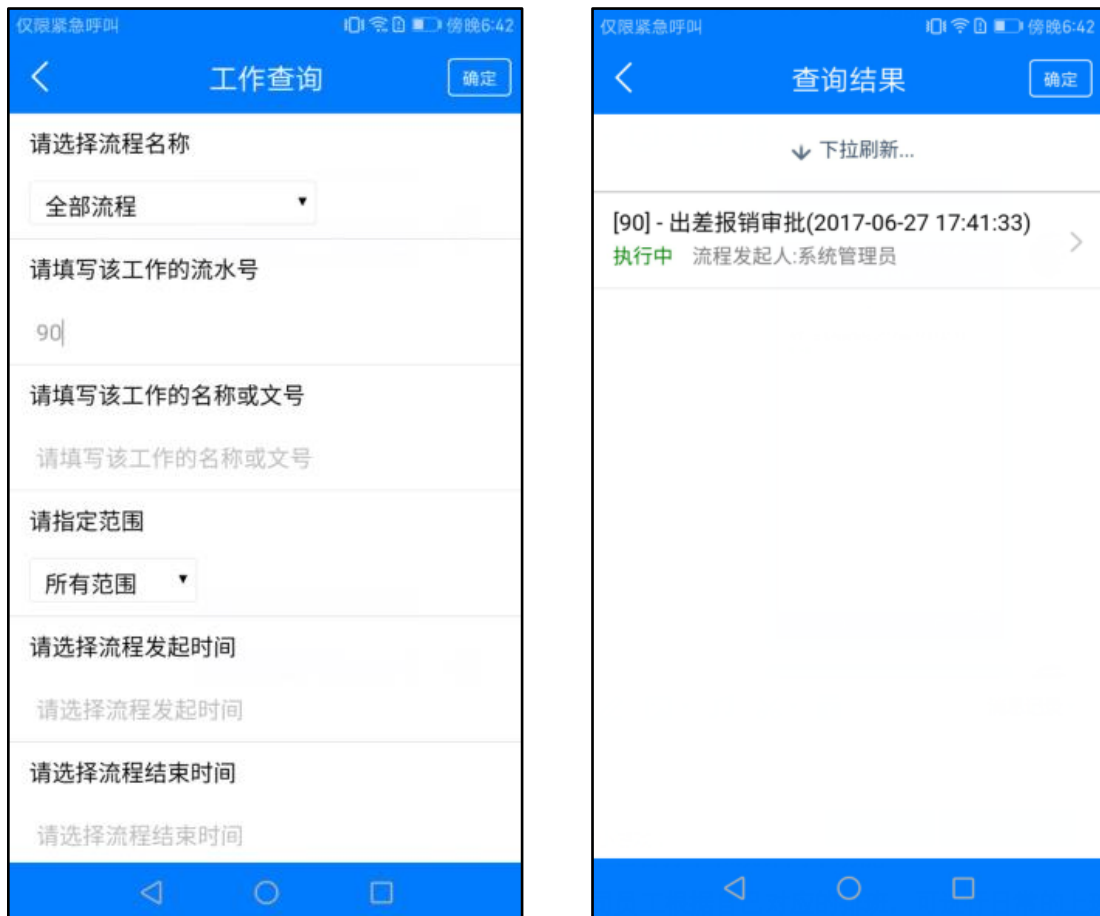 仅限紧急呼叫
傍晚6:42
工作查询
确定
请选择流程名称
全部流程
请填写该工作的流水号
90
请填写该工作的名称或文号
请填写该工作的名称或文号
请指定范围
所有范围
请选择流程发起时间
请选择流程发起时间
请选择流程结束时间
请选择流程结束时间
仅限紧急呼叫
傍晚6:42
查询结果
确定
下拉刷新...
[90] - 出差报销审批(2017-06-27 17:41:33)
执行中 流程发起人:系统管理员